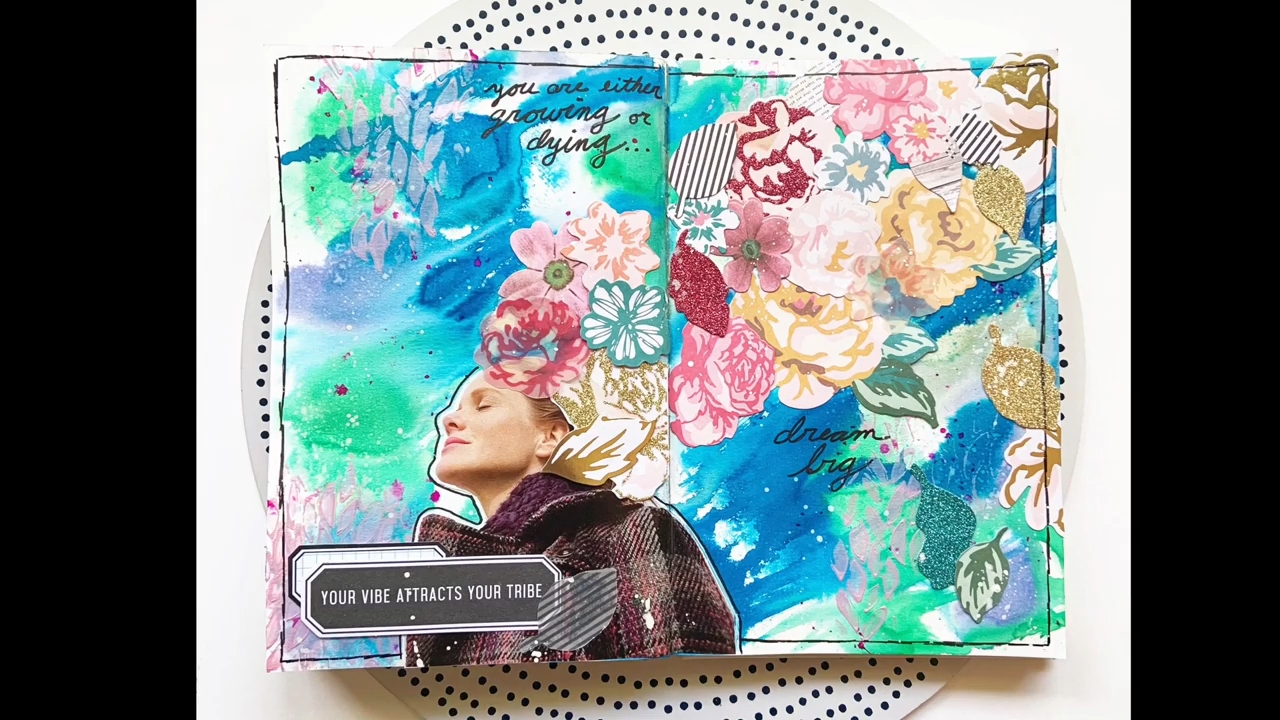 you are either
growing or
dying...
dream
big
YOUR VIBE ATTRACTS YOUR TRIBE